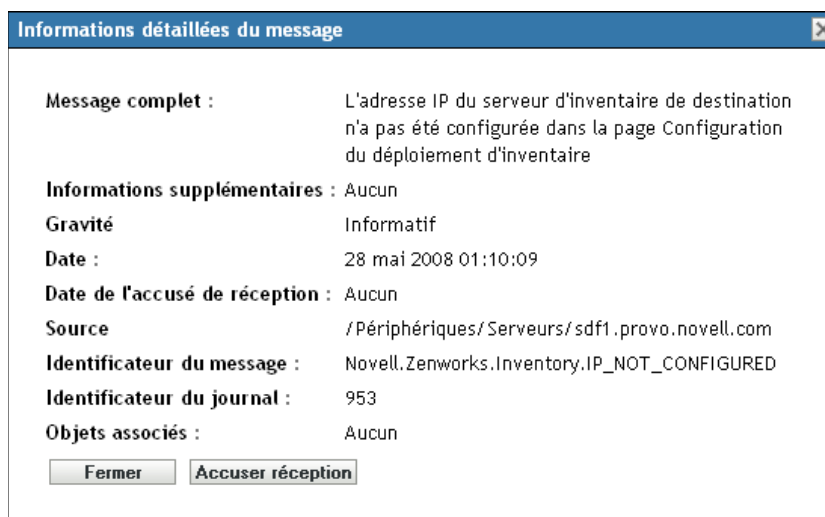 Informations détaillées du message
Message complet : L'adresse IP du serveur d'inventaire de destination
n'a pas été configurée dans la page Configuration
du déploiement d'inventaire
Informations supplémentaires : Aucun
Gravité Informatif
Date : 28 mai 2008 01:10:09
Date de l'accusé de réception : Aucun
Source /Périphériques/Serveurs/sdf1.provo.novell.com
Identificateur du message : Novell.Zenworks.Inventory.IP_NOT_CONFIGURED
Identificateur du journal : 953
Objets associés : Aucun
Fermer Accuser réception